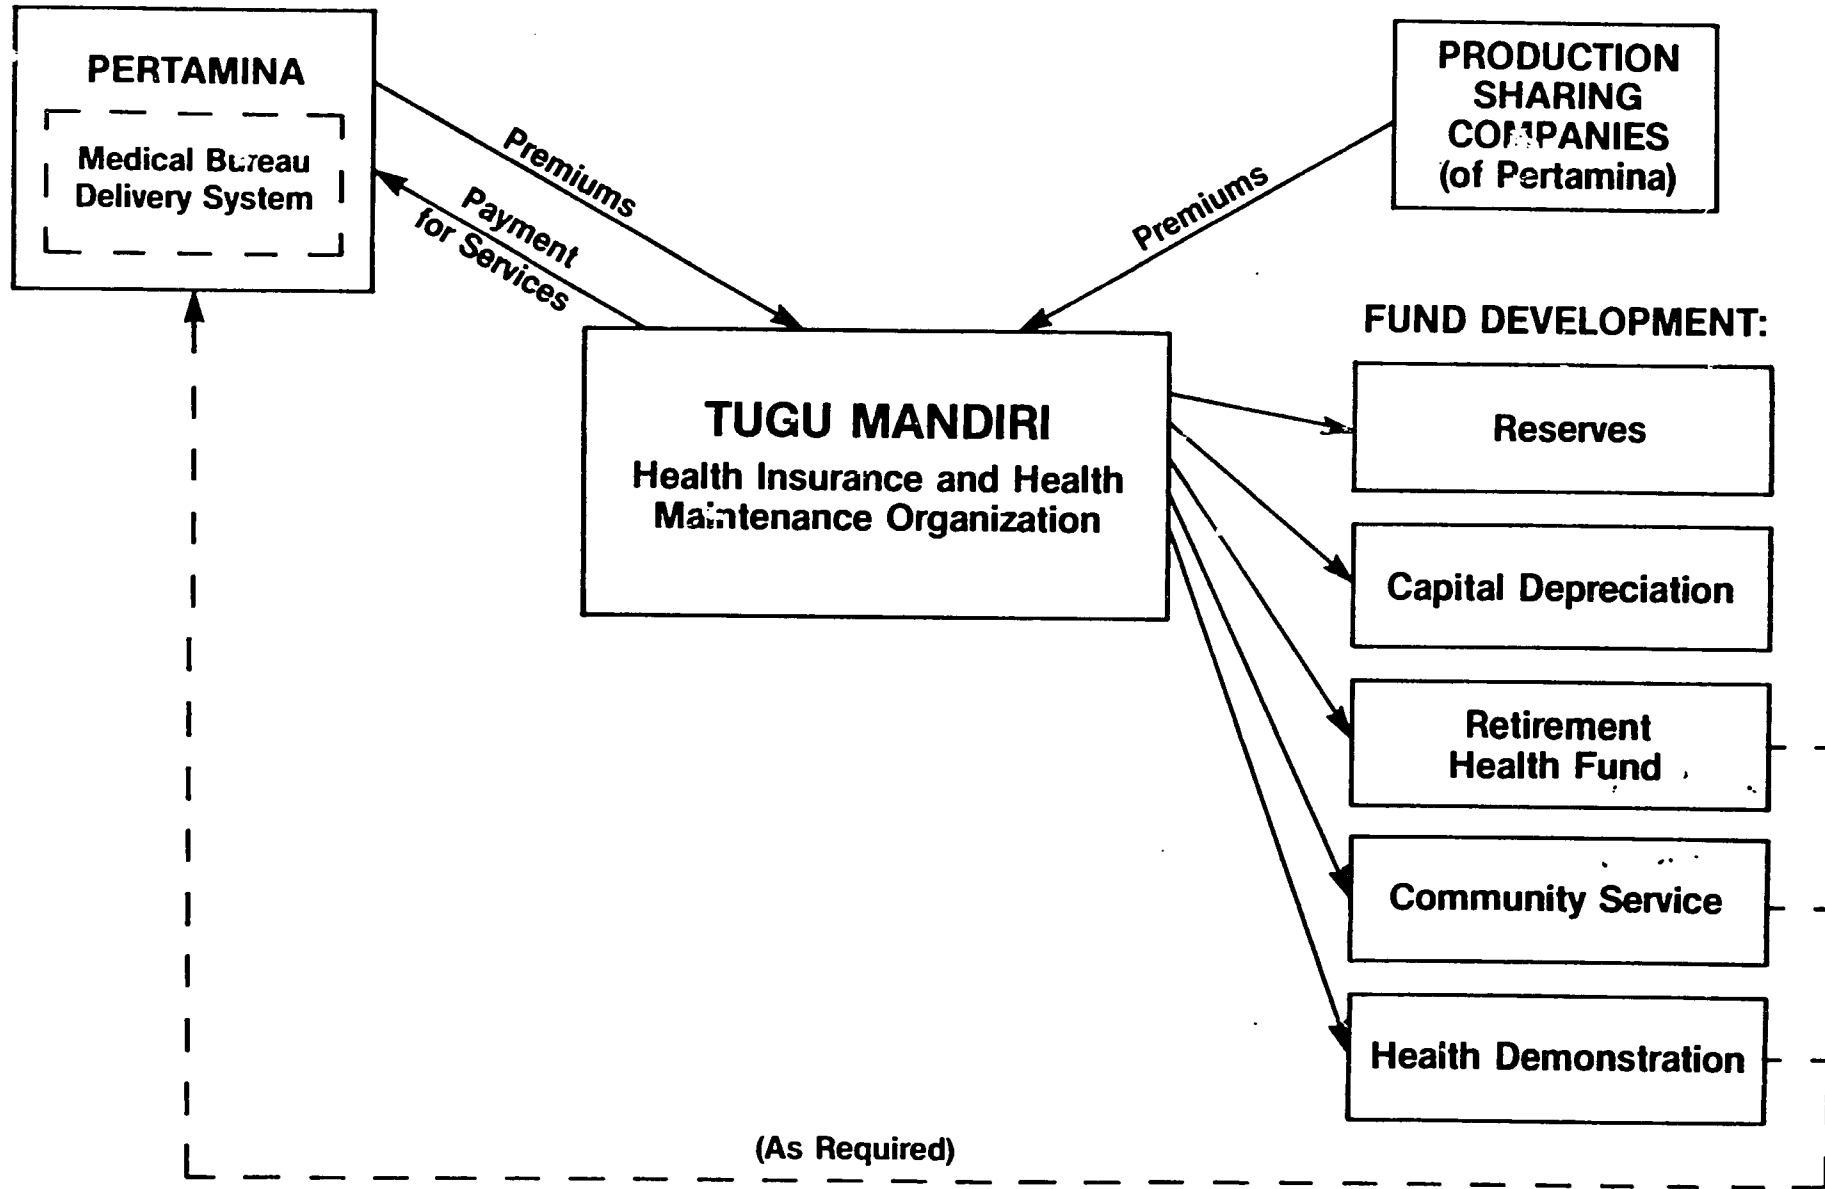 PERTAMINA
Medical Bureau
Delivery System
Premiums
Payment
for Services
PRODUCTION
SHARING
COMPANIES
(of Pertamina)
Premiums
TUGU MANDIRI
Health Insurance and Health
Maintenance Organization
FUND DEVELOPMENT:
Reserves
Capital Depreciation
Retirement
Health Fund
Community Service
Health Demonstration
(As Required)